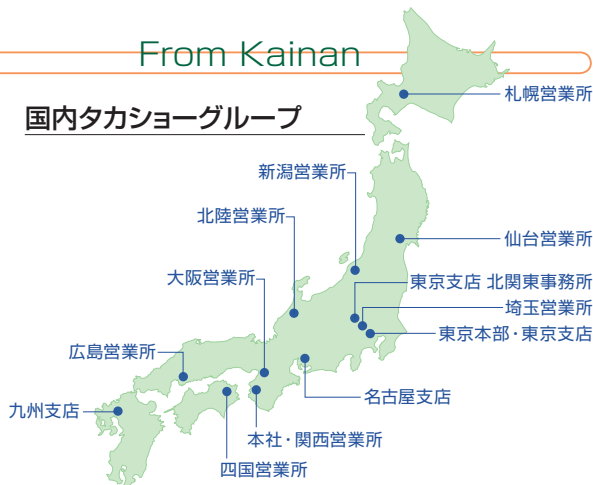 From Kainan
国内タカショーグループ
札幌営業所
新潟営業所
北陸営業所
仙台営業所
大阪営業所
東京支店 北関東事務所
埼玉営業所
東京本部・東京支店
広島営業所
名古屋支店
九州支店
本社・関西営業所
四国営業所